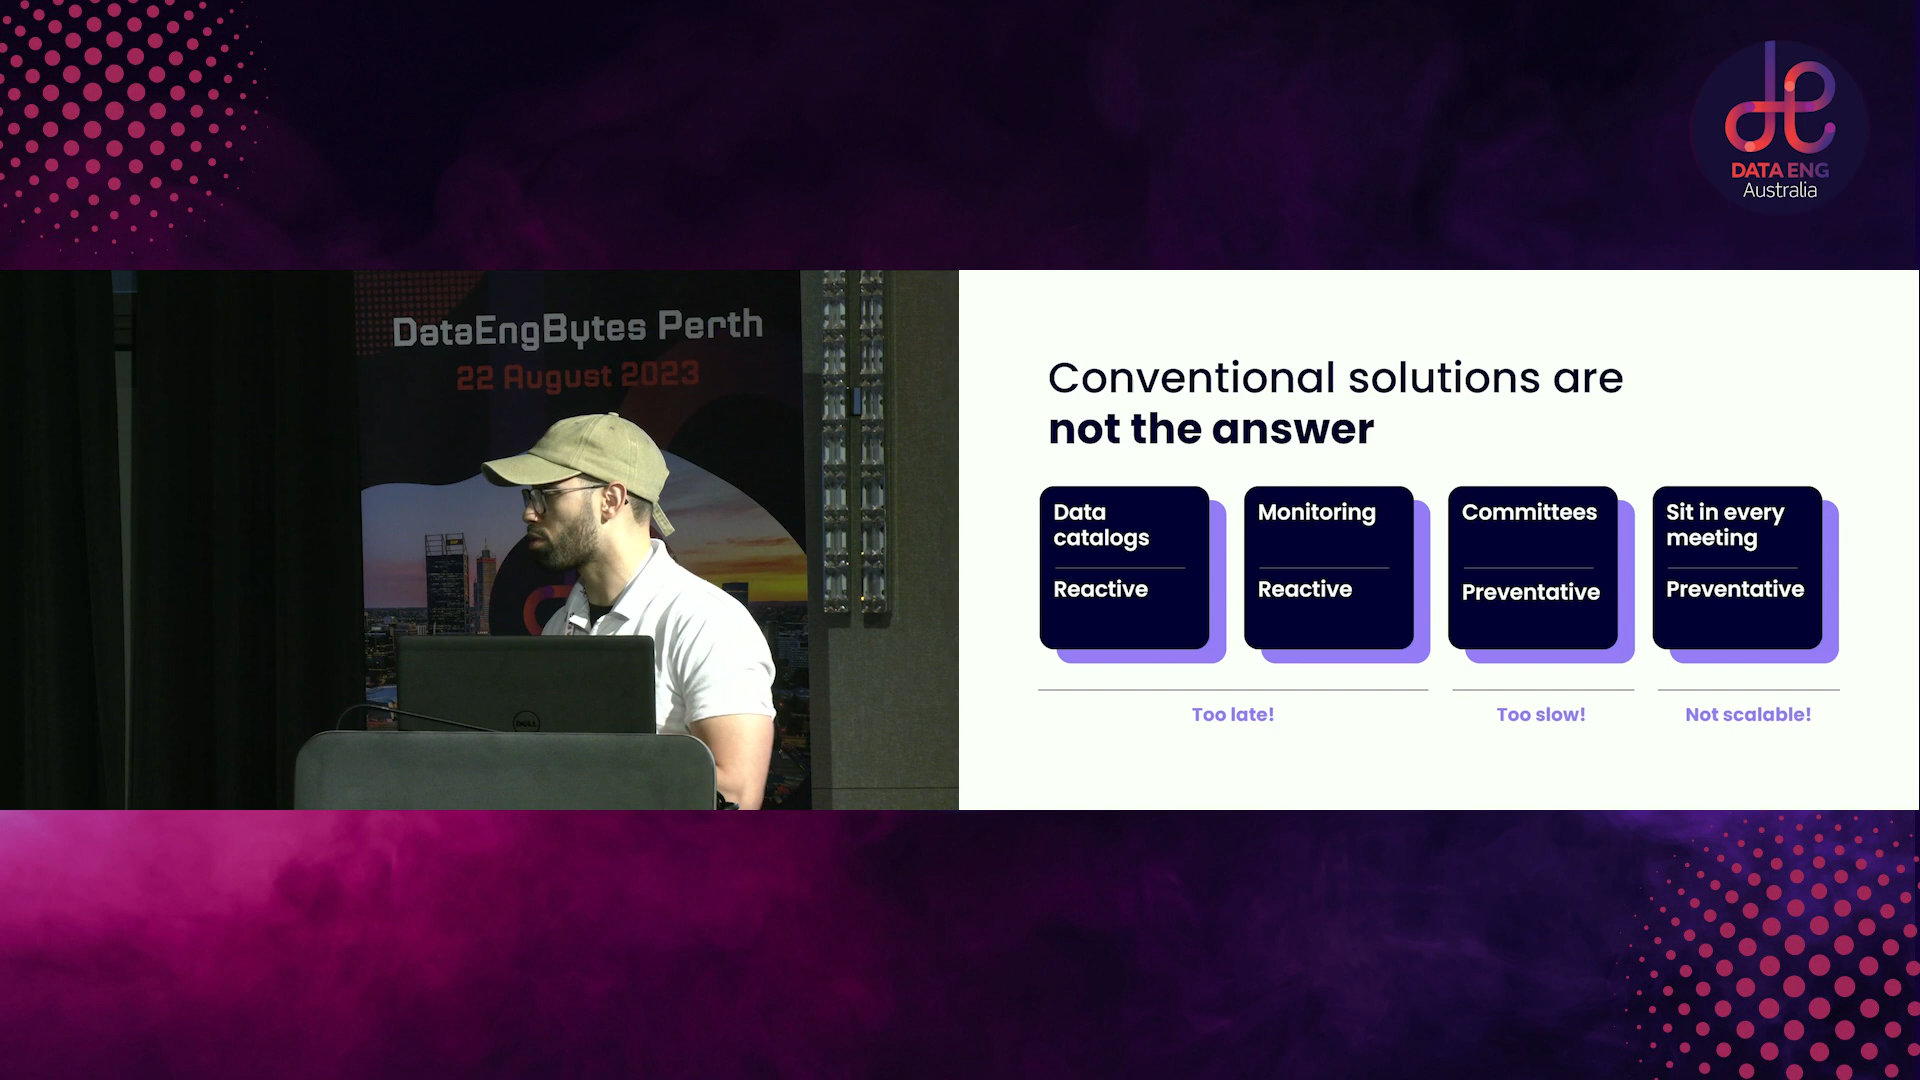 DATA ENG
Australia
DataEngBytes Perth
22 August 2023
DELL
Conventional solutions are
not the answer
Data
catalogs
Reactive
Monitoring
Reactive
Committees
Preventative
Sit in every
meeting
Preventative
Too late!
Too slow!
Not scalable!